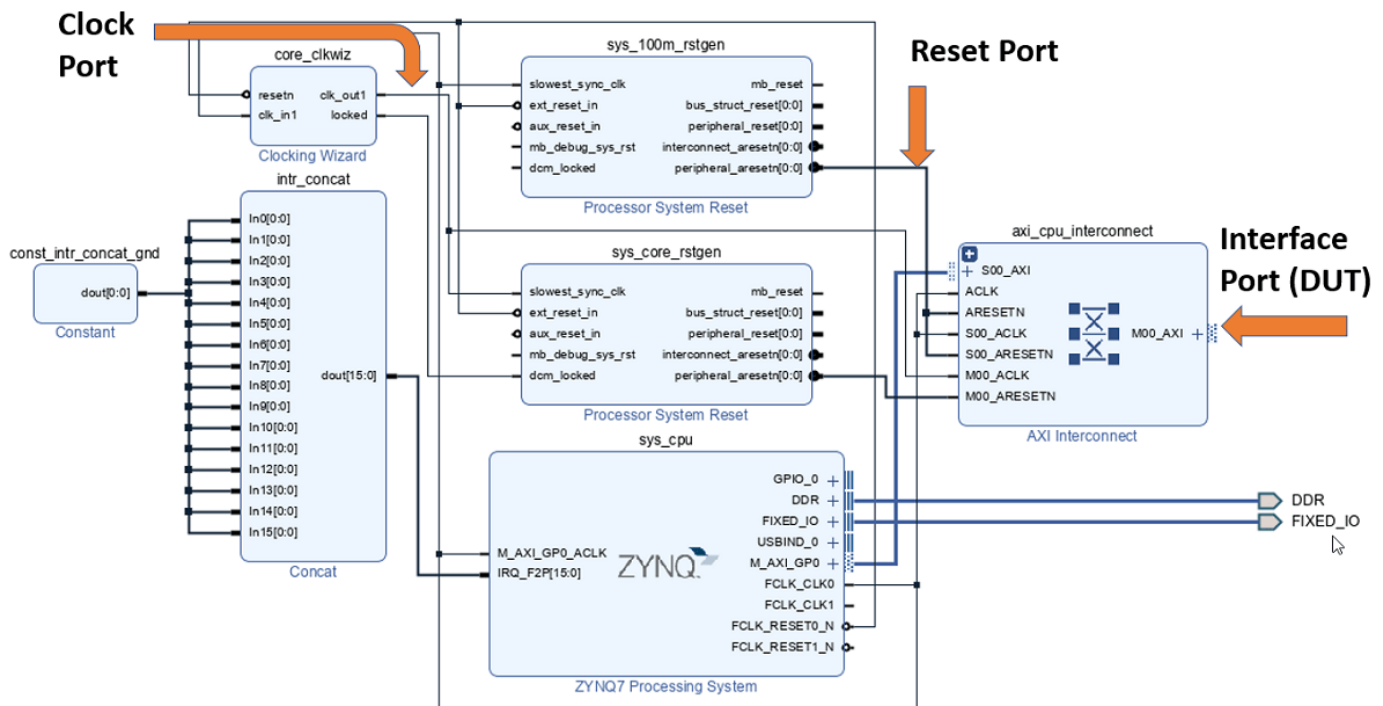 Clock
Port
core_clkwiz
resetn
clk_out1
clk_in1
locked
Clocking Wizard
sys_100m_rstgen
slowest_sync_clk
mb_reset
ext_reset_in
bus_struct_reset[0:0]
aux_reset_in
peripheral_reset[0:0]
mb_debug_sys_rst
interconnect_aresetn[0:0]
dcm_locked
peripheral_aresetn[0:0]
Processor System Reset
Reset Port
intr_concat
In0[0:0]
In1[0:0]
In2[0:0]
In3[0:0]
In4[0:0]
In5[0:0]
In6[0:0]
In7[0:0]
In8[0:0]
In9[0:0]
In10[0:0]
In11[0:0]
In12[0:0]
In13[0:0]
In14[0:0]
In15[0:0]
dout[15:0]
Concat
const_intr_concat_gnd
dout[0:0]
Constant
sys_core_rstgen
slowest_sync_clk
mb_reset
ext_reset_in
bus_struct_reset[0:0]
aux_reset_in
peripheral_reset[0:0]
mb_debug_sys_rst
interconnect_aresetn[0:0]
dcm_locked
peripheral_aresetn[0:0]
Processor System Reset
axi_cpu_interconnect
S00_AXI
ACLK
ARESETN
S00_ACLK
S00_ARESETN
M00_ACLK
M00_ARESETN
M00_AXI
AXI Interconnect
Interface
Port (DUT)
sys_cpu
M_AXI_GP0_ACLK
IRQ_F2P[15:0]
ZYNQ
GPIO_0
DDR
FIXED_IO
USBIND_0
M_AXI_GP0
FCLK_CLK0
FCLK_CLK1
FCLK_RESET0_N
FCLK_RESET1_N
ZYNQ7 Processing System
DDR
FIXED_IO